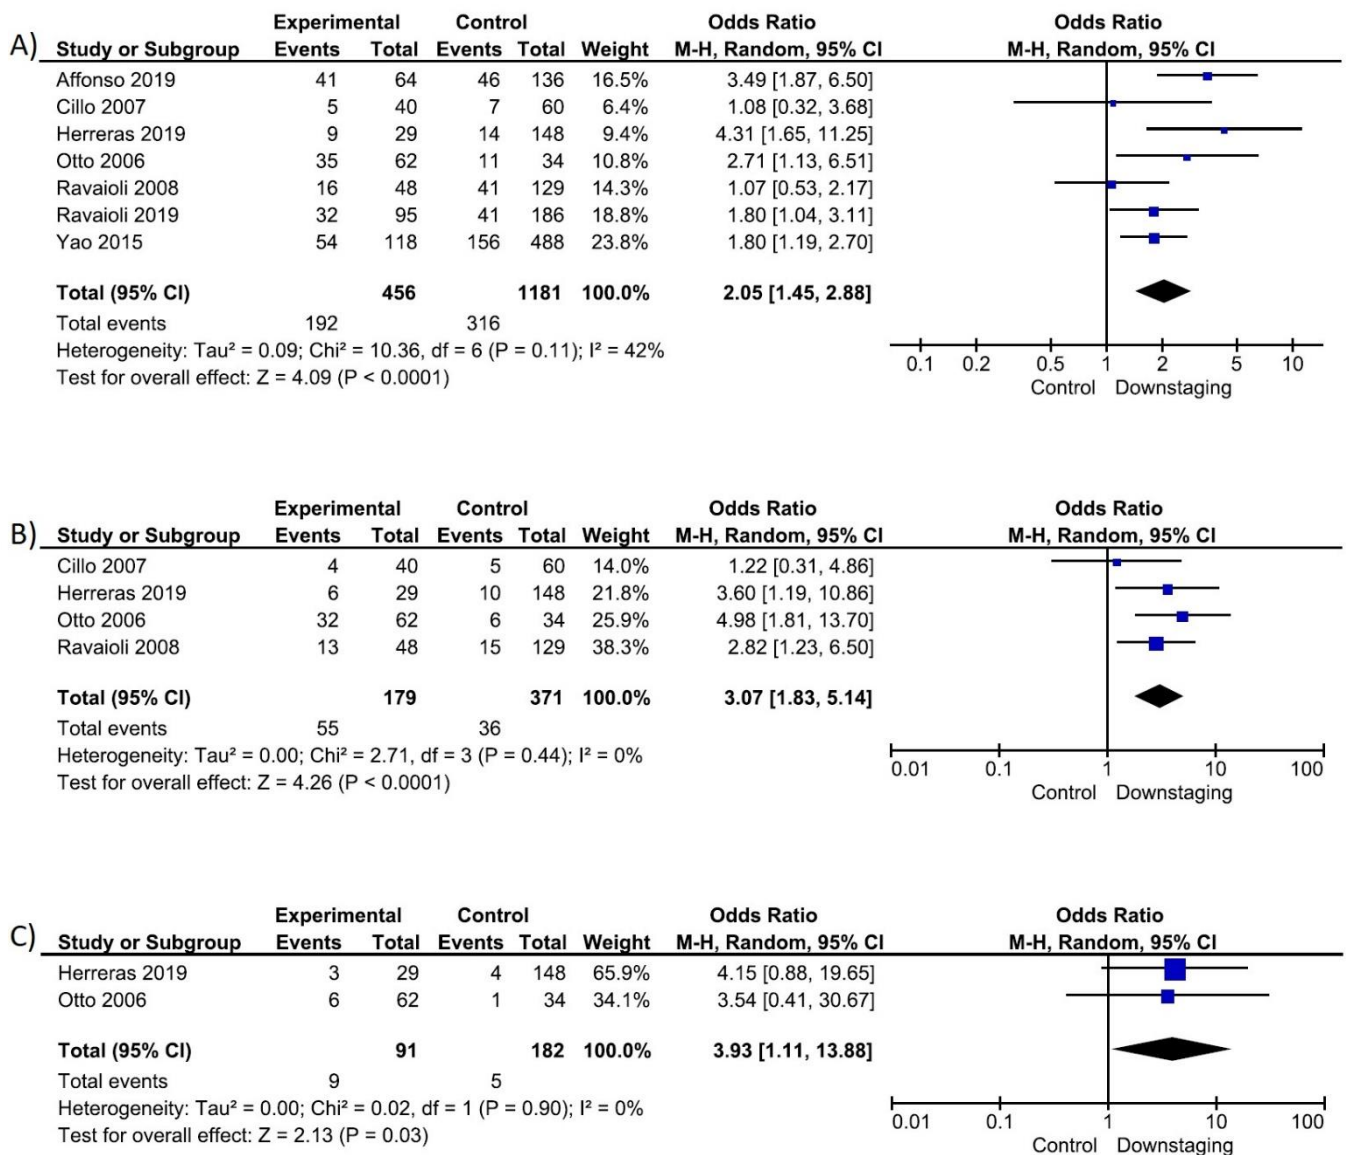 Experimental Control Odds Ratio Odds Ratio
A) Study or Subgroup Events Total Events Total Weight M-H, Random, 95% CI M-H, Random, 95% CI
Affonso 2019 41 64 46 136 16.5% 3.49 [1.87, 6.50]
Cillo 2007 5 40 7 60 6.4% 1.08 [0.32, 3.68]
Herreras 2019 9 29 14 148 9.4% 4.31 [1.65, 11.25]
Otto 2006 35 62 11 34 10.8% 2.71 [1.13, 6.51]
Ravaioli 2008 16 48 41 129 14.3% 1.07 [0.53, 2.17]
Ravaioli 2019 32 95 41 186 18.8% 1.80 [1.04, 3.11]
Yao 2015 54 118 156 488 23.8% 1.80 [1.19, 2.70]
Total (95% CI) 456 1181 100.0% 2.05 [1.45, 2.88]
Total events 192 316
Heterogeneity: Tau² = 0.09; Chi² = 10.36, df = 6 (P = 0.11); I² = 42%
Test for overall effect: Z = 4.09 (P < 0.0001)
0.1 0.2 0.5 1 2 5 10
Control Downstaging
Experimental Control Odds Ratio Odds Ratio
B) Study or Subgroup Events Total Events Total Weight M-H, Random, 95% CI M-H, Random, 95% CI
Cillo 2007 4 40 5 60 14.0% 1.22 [0.31, 4.86]
Herreras 2019 6 29 10 148 21.8% 3.60 [1.19, 10.86]
Otto 2006 32 62 6 34 25.9% 4.98 [1.81, 13.70]
Ravaioli 2008 13 48 15 129 38.3% 2.82 [1.23, 6.50]
Total (95% CI) 179 371 100.0% 3.07 [1.83, 5.14]
Total events 55 36
Heterogeneity: Tau² = 0.00; Chi² = 2.71, df = 3 (P = 0.44); I² = 0%
Test for overall effect: Z = 4.26 (P < 0.0001)
0.01 0.1 1 10 100
Control Downstaging
Experimental Control Odds Ratio Odds Ratio
C) Study or Subgroup Events Total Events Total Weight M-H, Random, 95% CI M-H, Random, 95% CI
Herreras 2019 3 29 4 148 65.9% 4.15 [0.88, 19.65]
Otto 2006 6 62 1 34 34.1% 3.54 [0.41, 30.67]
Total (95% CI) 91 182 100.0% 3.93 [1.11, 13.88]
Total events 9 5
Heterogeneity: Tau² = 0.00; Chi² = 0.02, df = 1 (P = 0.90); I² = 0%
Test for overall effect: Z = 2.13 (P = 0.03)
0.01 0.1 1 10 100
Control Downstaging